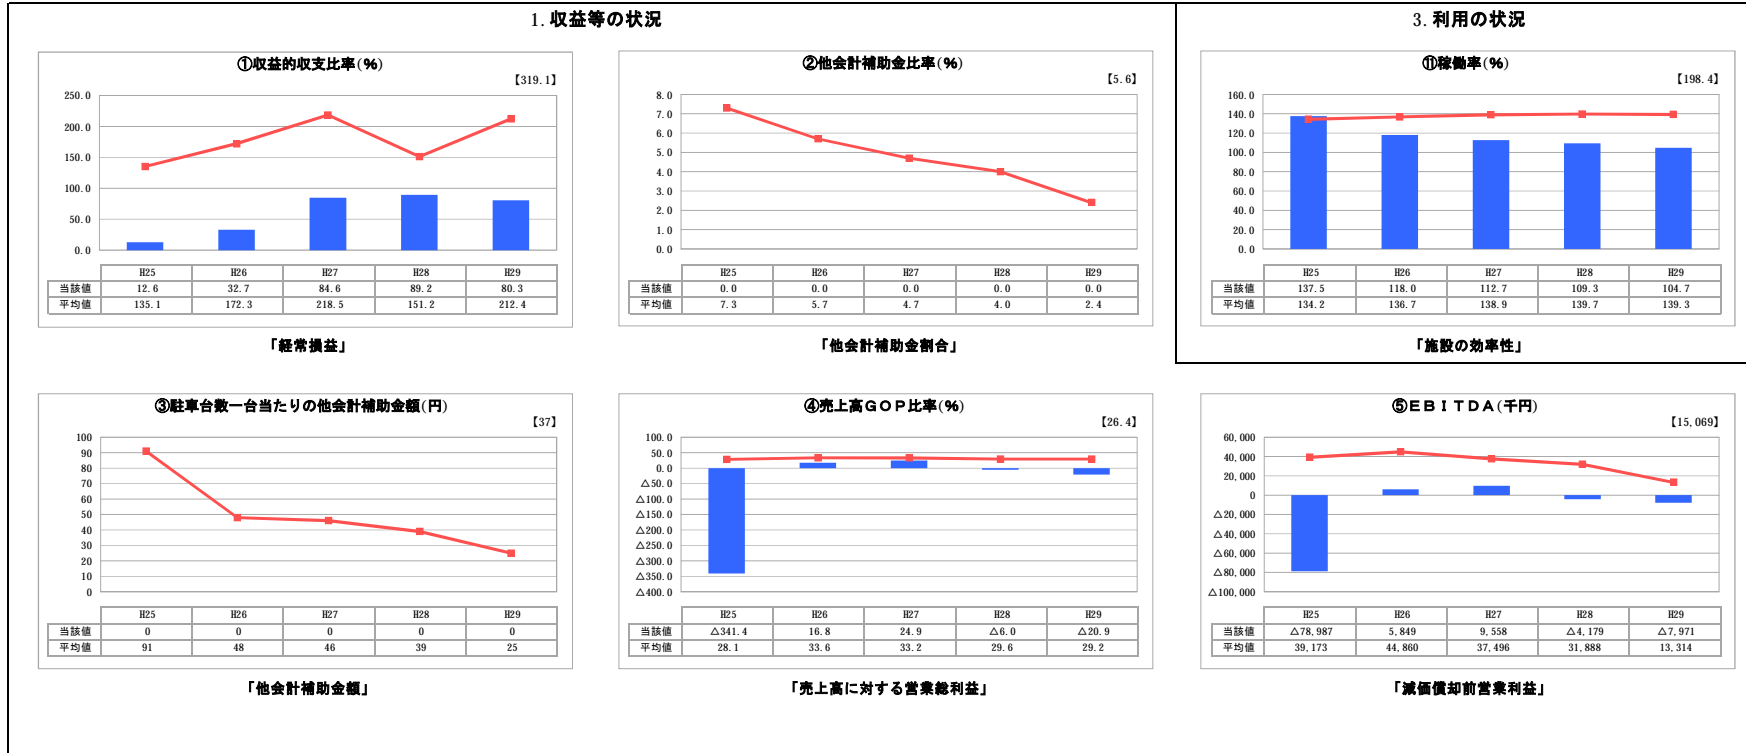 1. 収益等の状況
①収益的収支比率(%)
【319.1】
250.0
200.0
150.0
100.0
50.0
0.0
H25 H26 H27 H28 H29
当該値 12.6 32.7 84.6 89.2 80.3
平均値 135.1 172.3 218.5 151.2 212.4
「経常損益」
②他会計補助金比率(%)
【5.6】
8.0
7.0
6.0
5.0
4.0
3.0
2.0
1.0
0.0
H25 H26 H27 H28 H29
当該値 0.0 0.0 0.0 0.0 0.0
平均値 7.3 5.7 4.7 4.0 2.4
「他会計補助金割合」
3. 利用の状況
⑪稼働率(%)
【198.4】
160.0
140.0
120.0
100.0
80.0
60.0
40.0
20.0
0.0
H25 H26 H27 H28 H29
当該値 137.5 118.0 112.7 109.3 104.7
平均値 134.2 136.7 138.9 139.7 139.3
「施設の効率性」
③駐車台数一台当たりの他会計補助金額(円)
【37】
100
90
80
70
60
50
40
30
20
10
0
H25 H26 H27 H28 H29
当該値 0 0 0 0 0
平均値 91 48 46 39 25
「他会計補助金額」
④売上高ＧＯＰ比率(%)
【26.4】
100.0
50.0
0.0
△50.0
△100.0
△150.0
△200.0
△250.0
△300.0
△350.0
△400.0
H25 H26 H27 H28 H29
当該値 △341.4 16.8 24.9 △6.0 △20.9
平均値 28.1 33.6 33.2 29.6 29.2
「売上高に対する営業総利益」
⑤ＥＢＩＴＤＡ(千円)
【15,069】
60,000
40,000
20,000
0
△20,000
△40,000
△60,000
△80,000
△100,000
H25 H26 H27 H28 H29
当該値 △78,987 5,849 9,558 △4,179 △7,971
平均値 39,173 44,860 37,496 31,888 13,314
「減価償却前営業利益」